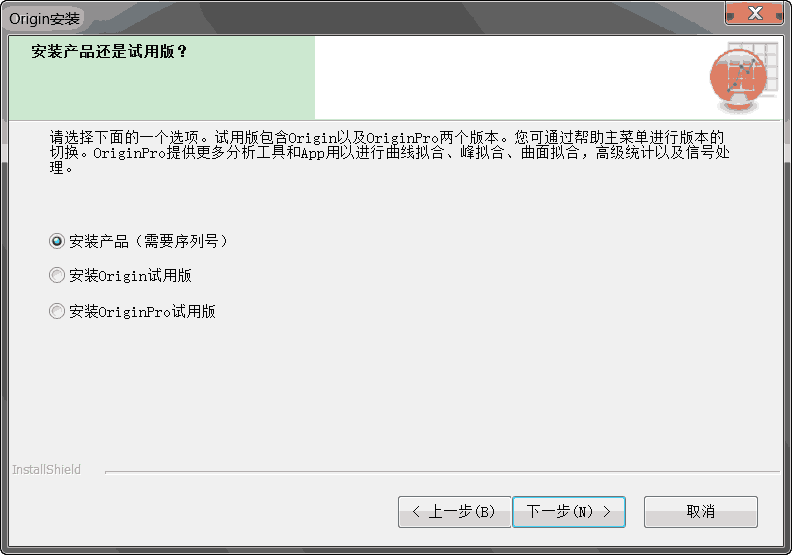 Origin安装
安装产品还是试用版？
请选择下面的一个选项。试用版包含Origin以及OriginPro两个版本。您可通过帮助主菜单进行版本的
切换。OriginPro提供更多分析工具和App用以进行曲线拟合、峰拟合、曲面拟合，高级统计以及信号处
理。
安装产品（需要序列号）
安装Origin试用版
安装OriginPro试用版
InstallShield
< 上一步(B) 下一步(N) > 取消